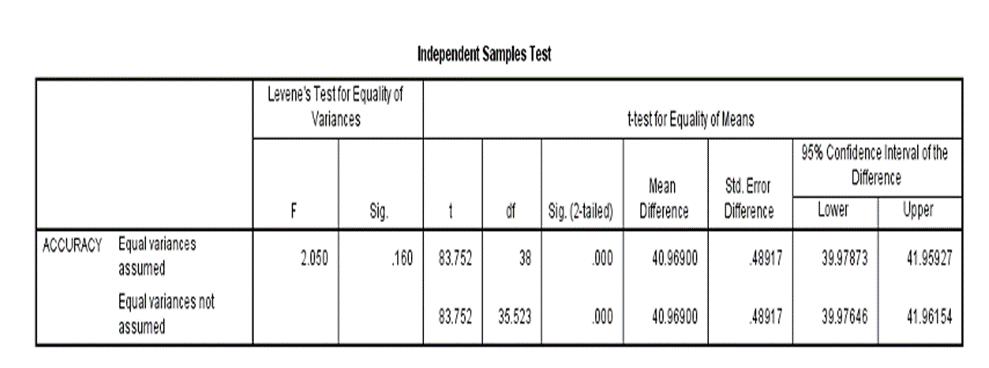 Independent Samples Test
Levene's Test for Equality of
Variances
t-test for Equality of Means
F
Sig.
t
df
Sig. (2-tailed)
Mean
Difference
Std. Error
Difference
95% Confidence Interval of the
Difference
Lower
Upper
ACCURACY
Equal variances
assumed
2.050
.160
83.752
38
.000
40.96900
.48917
39.97873
41.95927
Equal variances not
assumed
83.752
35.523
.000
40.96900
.48917
39.97646
41.96154